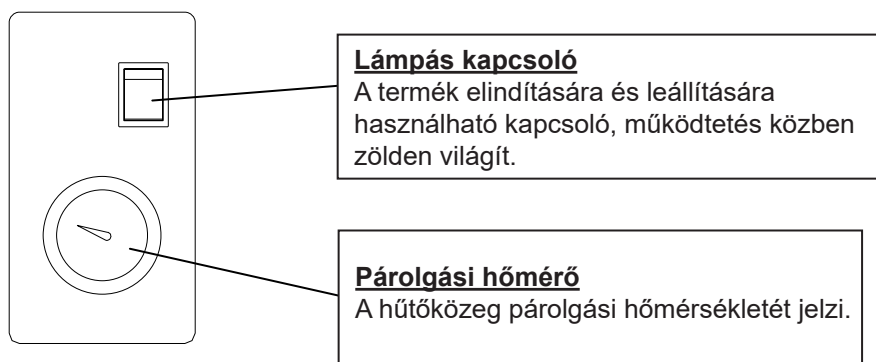 Lámpás kapcsoló
A termék elindítására és leállítására
használható kapcsoló, működtetés közben
zölden világít.
Párolgási hőmérő
A hűtőközeg párolgási hőmérsékletét jelzi.